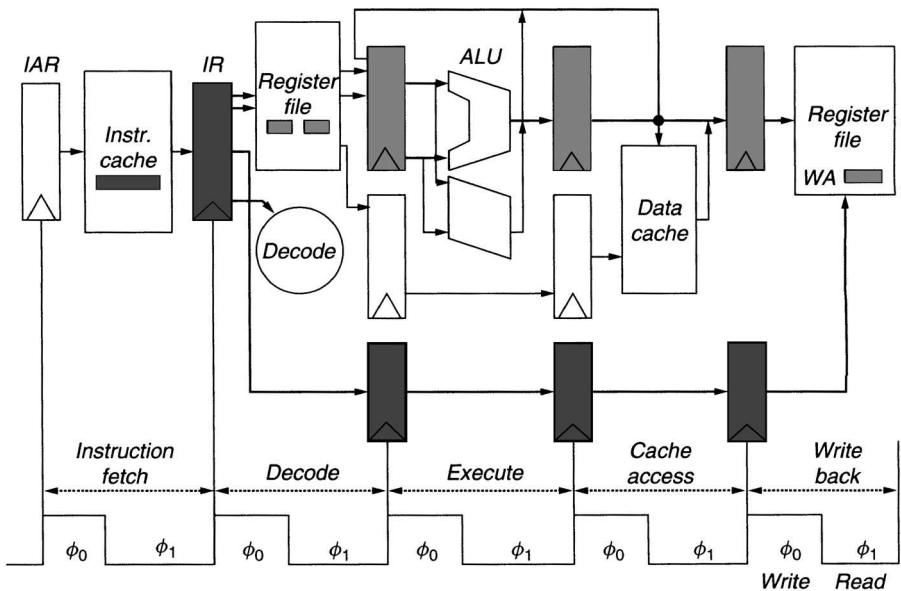 IAR
Instr.
cache
IR
Register
file
ALU
Decode
Data
cache
Register
file
WA
Instruction
fetch
Decode
Execute
Cache
access
Write
back
ϕ0
ϕ1
ϕ0
ϕ1
ϕ0
ϕ1
ϕ0
ϕ1
ϕ0
ϕ1
Write
Read